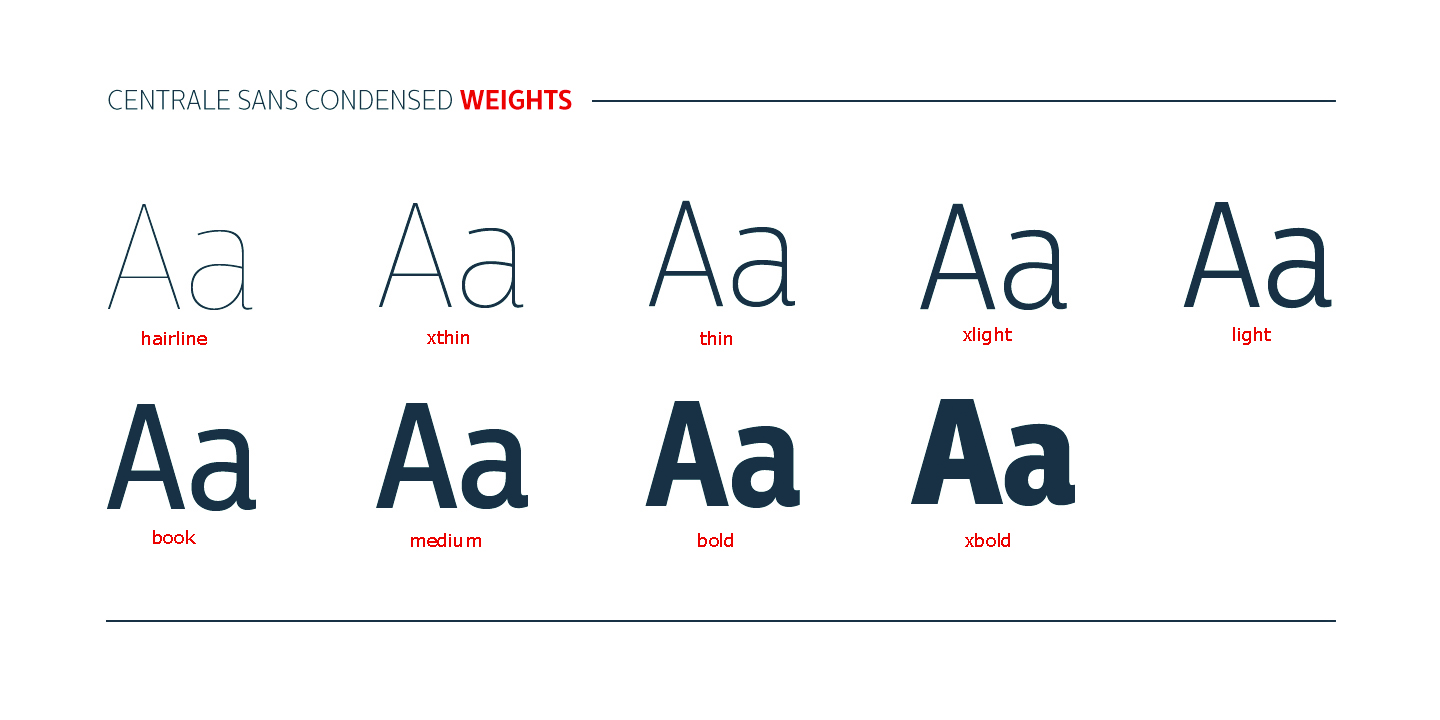 CENTRALE SANS CONDENSED WEIGHTS
Aa Aa Aa Aa Aa
hairline xthin thin xlight light
Aa Aa Aa Aa
book medium bold xbold